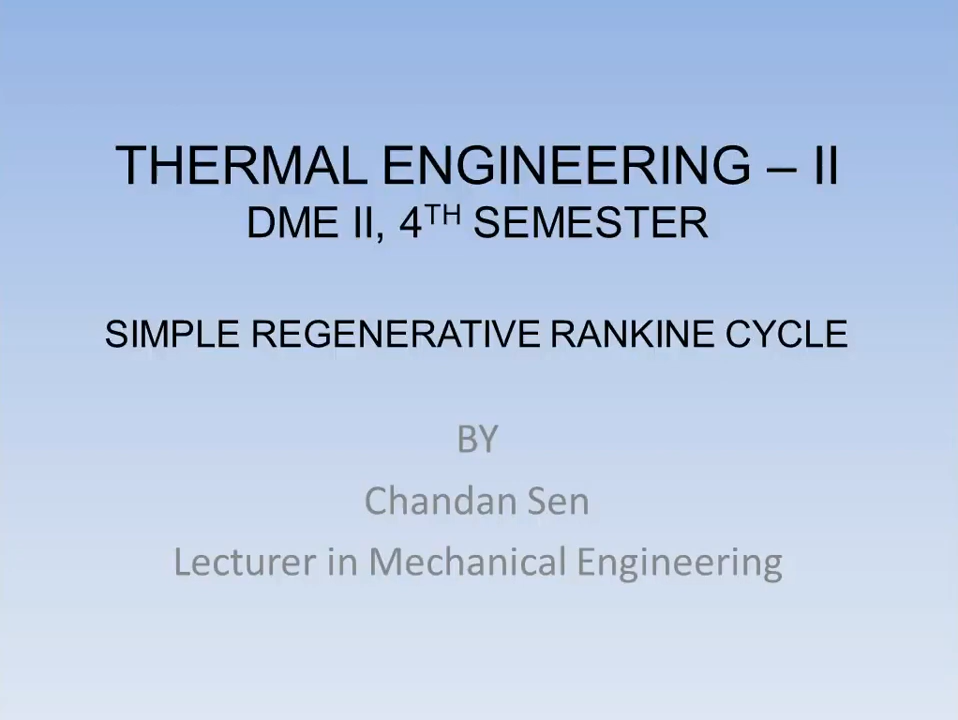 THERMAL ENGINEERING – II
DME II, 4TH SEMESTER
SIMPLE REGENERATIVE RANKINE CYCLE
BY
Chandan Sen
Lecturer in Mechanical Engineering